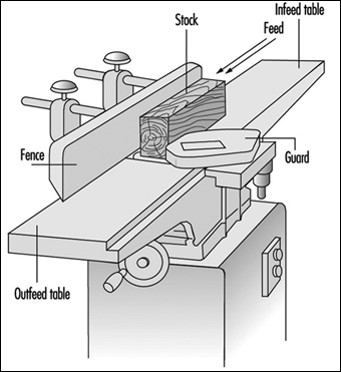 Infeed table
Stock
Feed
Guard
Fence
Outfeed table